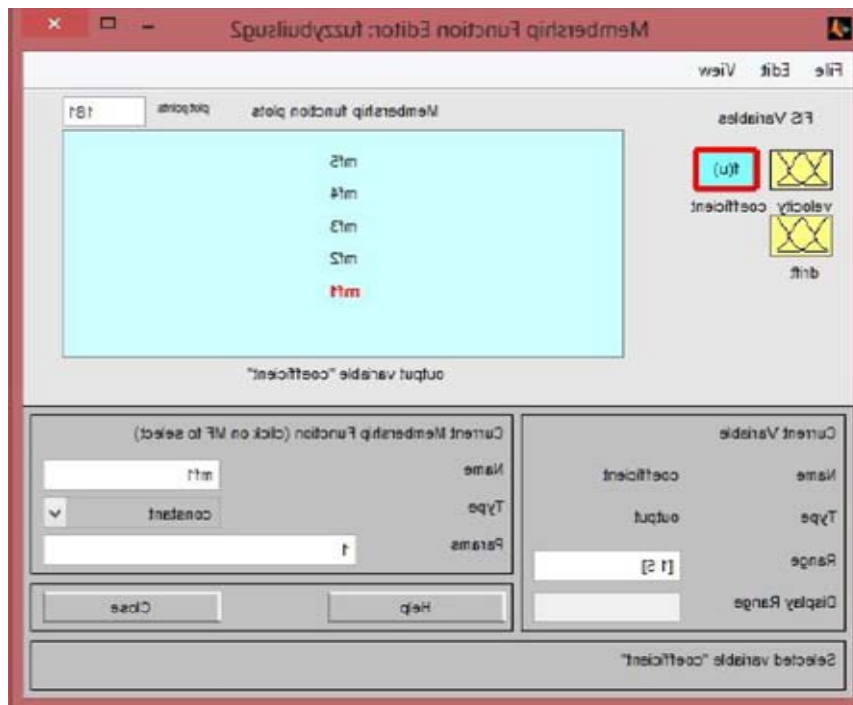 Membership Function Editor: fuzzybuilsug2
File Edit View
FIS Variables
Membership function plots
plot points
181
f(u)
velocity coefficient
drift
mf5
mf4
mf3
mf2
mf1
output variable "coefficient"
Current Variable
Name coefficient
Type output
Range [1 5]
Display Range
Current Membership Function (click on MF to select)
Name mf1
Type constant
Params 1
Help Close
Selected variable "coefficient"